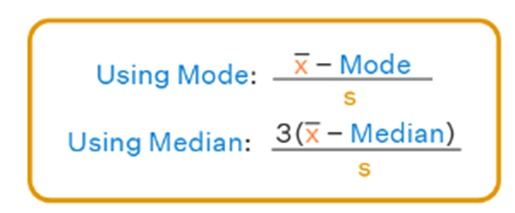 Using Mode: x̅ – Mode
s
Using Median: 3(x̅ – Median)
s